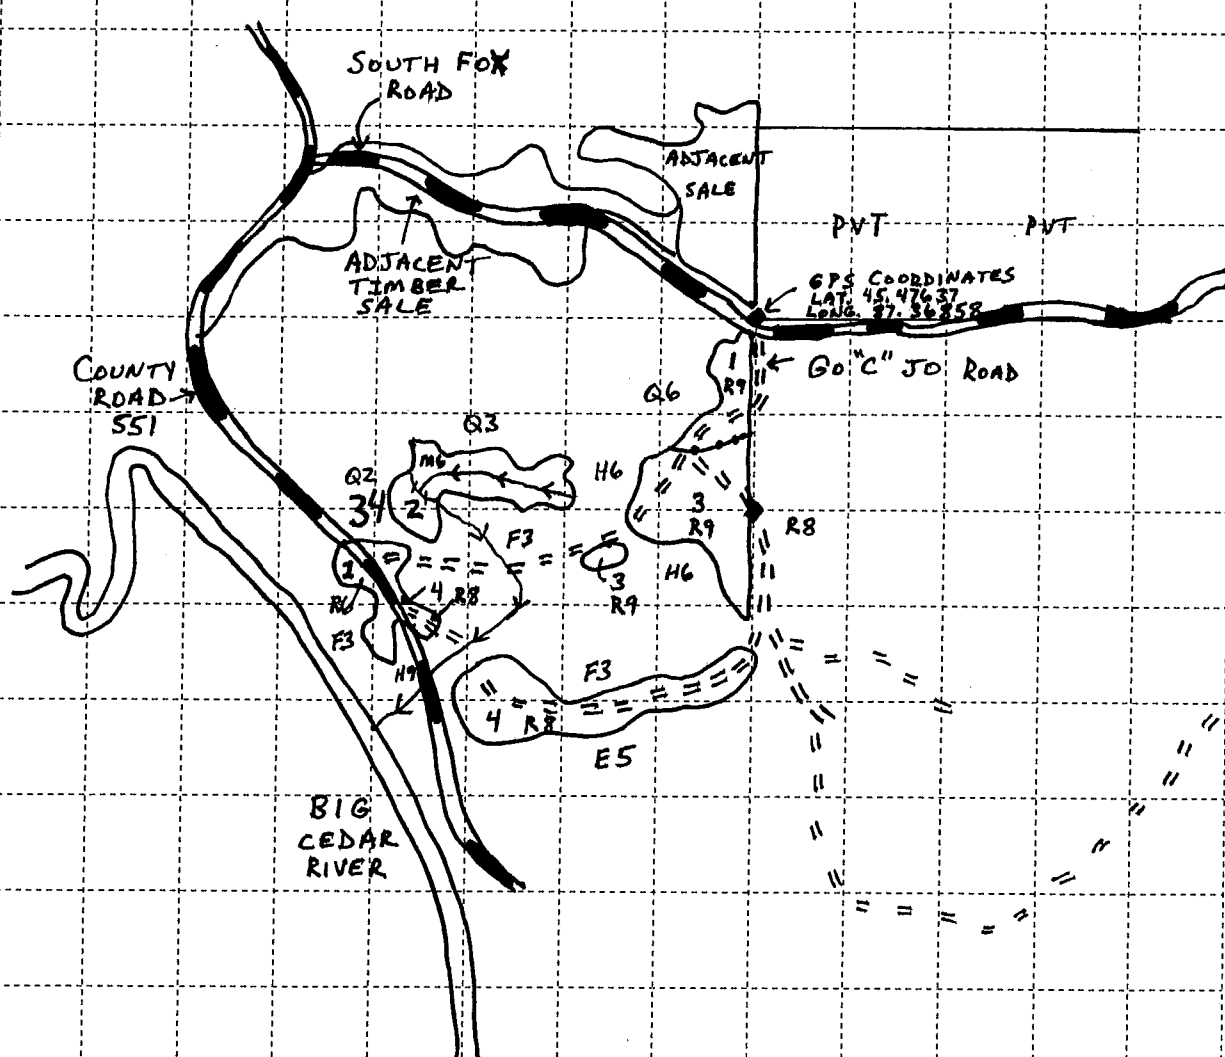 SOUTH FOX
ROAD
ADJACENT
SALE
PVT
PVT
ADJACENT
TIMBER
SALE
GPS COORDINATES
LAT. 45.47637
LONG. 87.36858
GO "C" JO ROAD
COUNTY
ROAD
551
1
R9
Q6
Q3
M6
Q2
34
2
H6
3
R9
R8
F3
H6
1
3
R9
R6
4
R8
F3
H9
F3
4 R8
E5
BIG
CEDAR
RIVER